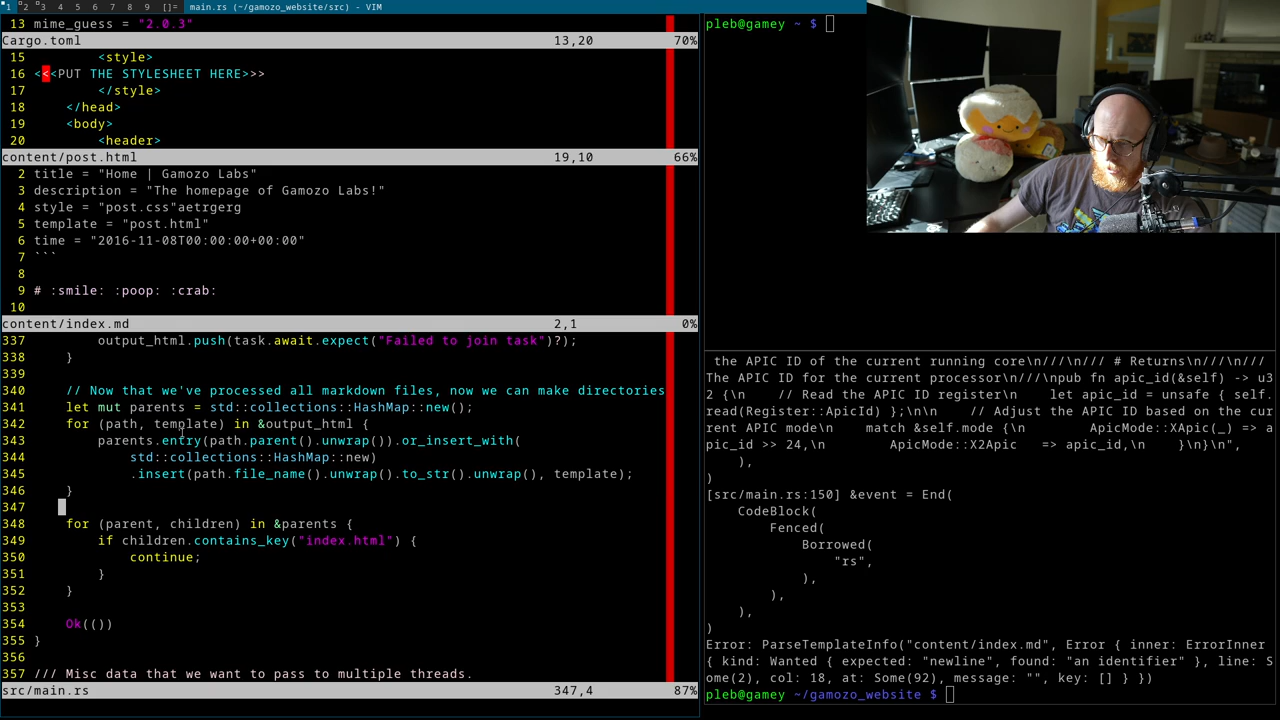 1 2 3 4 5 6 7 8 9 []= main.rs (~/gamozo_website/src) - VIM
13 mime_guess = "2.0.3"
Cargo.toml 13,20 70%
15 <style>
16 <<<PUT THE STYLESHEET HERE>>>
17 </style>
18 </head>
19 <body>
20 <header>
content/post.html 19,10 66%
2 title = "Home | Gamozo Labs"
3 description = "The homepage of Gamozo Labs!"
4 style = "post.css"aetrgerg
5 template = "post.html"
6 time = "2016-11-08T00:00:00+00:00"
7 ```
8
9 # :smile: :poop: :crab:
10
content/index.md 2,1 0%
337 output_html.push(task.await.expect("Failed to join task")?);
338 }
339
340 // Now that we've processed all markdown files, now we can make directories
341 let mut parents = std::collections::HashMap::new();
342 for (path, template) in &output_html {
343 parents.entry(path.parent().unwrap()).or_insert_with(
344 std::collections::HashMap::new)
345 .insert(path.file_name().unwrap().to_str().unwrap(), template);
346 }
347
348 for (parent, children) in &parents {
349 if children.contains_key("index.html") {
350 continue;
351 }
352 }
353
354 Ok(())
355 }
356
357 /// Misc data that we want to pass to multiple threads.
src/main.rs 347,4 87%
pleb@gamey ~ $
the APIC ID of the current running core\n///\n/// # Returns\n///\n///
The APIC ID for the current processor\n///\npub fn apic_id(&self) -> u3
2 {\n // Read the APIC ID register\n let apic_id = unsafe { self.
read(Register::ApicId) };\n\n // Adjust the APIC ID based on the cur
rent APIC mode\n match &self.mode {\n ApicMode::XApic(_) => a
pic_id >> 24,\n ApicMode::X2Apic => apic_id,\n }\n}\n",
),
)
[src/main.rs:150] &event = End(
CodeBlock(
Fenced(
Borrowed(
"rs",
),
),
),
)
Error: ParseTemplateInfo("content/index.md", Error { inner: ErrorInner
{ kind: Wanted { expected: "newline", found: "an identifier" }, line: S
ome(2), col: 18, at: Some(92), message: "", key: [] } })
pleb@gamey ~/gamozo_website $